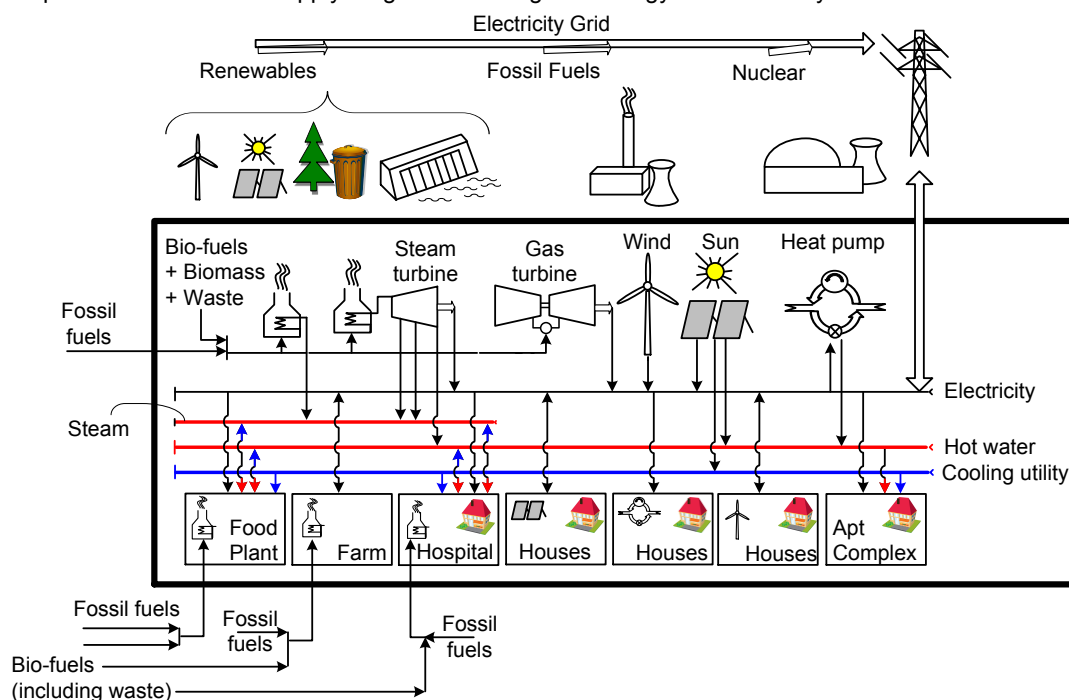 Electricity Grid
Renewables
Fossil Fuels
Nuclear
Bio-fuels
+ Biomass
+ Waste
Steam
turbine
Gas
turbine
Wind
Sun
Heat pump
Fossil
fuels
Electricity
Steam
Hot water
Cooling utility
Food
Plant
Farm
Hospital
Houses
Houses
Houses
Apt
Complex
Fossil fuels
Fossil
fuels
Fossil
fuels
Bio-fuels
(including waste)